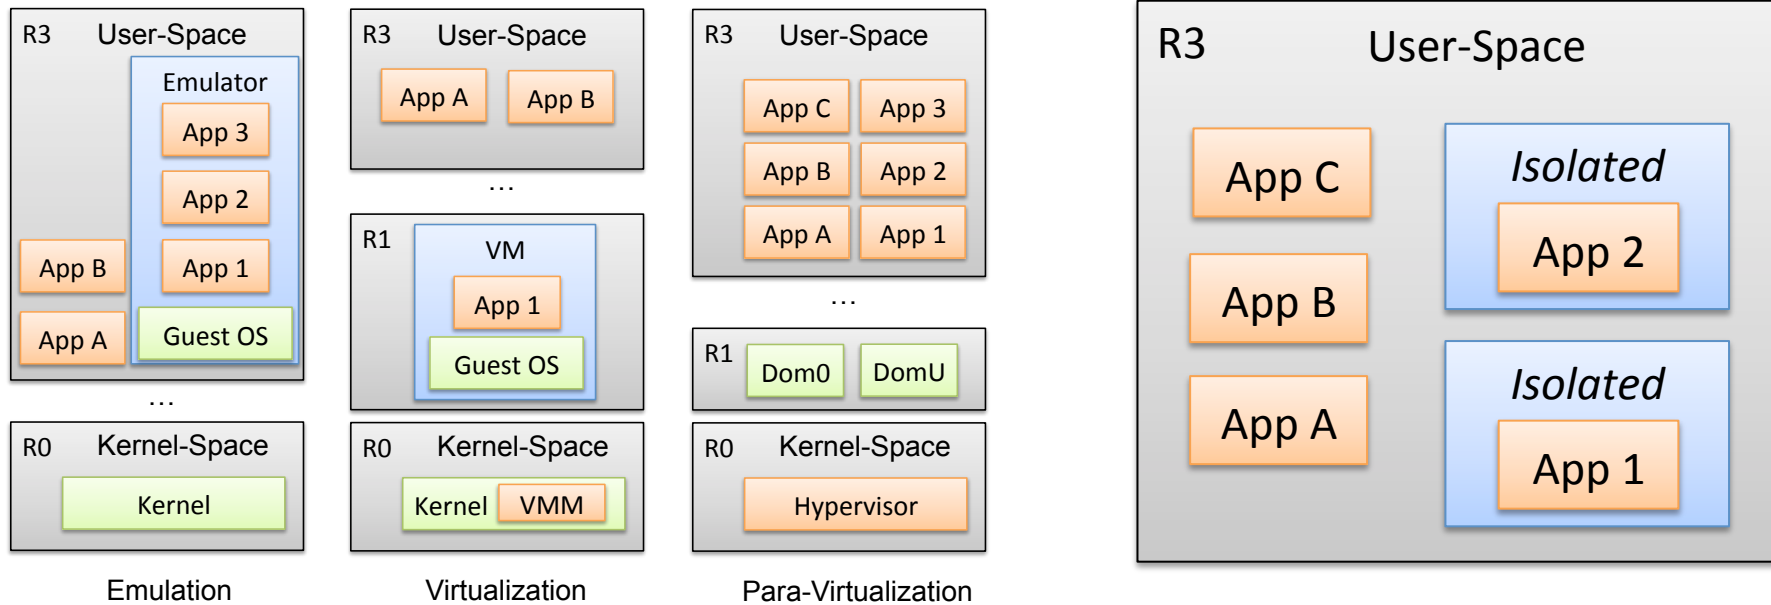 R3 User-Space
Emulator
App 3
App 2
App B
App 1
App A
Guest OS
...
R0 Kernel-Space
Kernel
Emulation
R3 User-Space
App A App B
...
R1
VM
App 1
Guest OS
R0 Kernel-Space
Kernel VMM
Virtualization
R3 User-Space
App C App 3
App B App 2
App A App 1
...
R1
Dom0 DomU
R0 Kernel-Space
Hypervisor
Para-Virtualization
R3 User-Space
App C
App B
App A
Isolated
App 2
Isolated
App 1